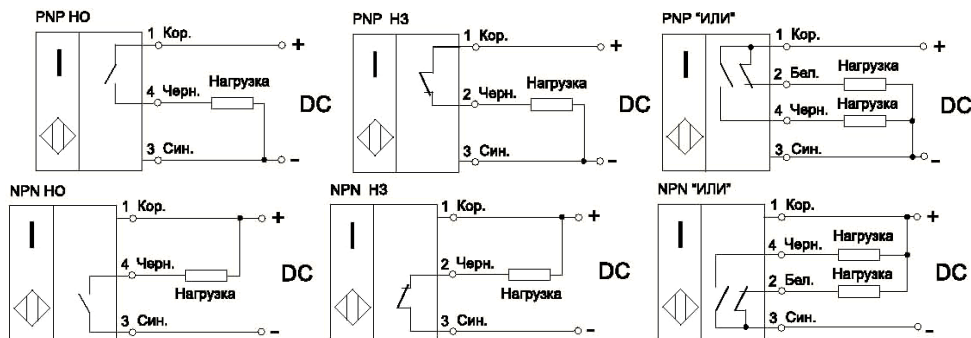 PNP НО
1 Кор.
+
I
4 Черн.
Нагрузка
DC
3 Син.
-
PNP НЗ
1 Кор.
+
I
2 Черн.
Нагрузка
DC
3 Син.
-
PNP "ИЛИ"
1 Кор.
+
I
2 Бел.
Нагрузка
4 Черн.
Нагрузка
DC
3 Син.
-
NPN НО
1 Кор.
+
I
4 Черн.
Нагрузка
DC
3 Син.
-
NPN НЗ
1 Кор.
+
I
2 Черн.
Нагрузка
DC
3 Син.
-
NPN "ИЛИ"
1 Кор.
+
I
4 Черн.
Нагрузка
2 Бел.
Нагрузка
DC
3 Син.
-